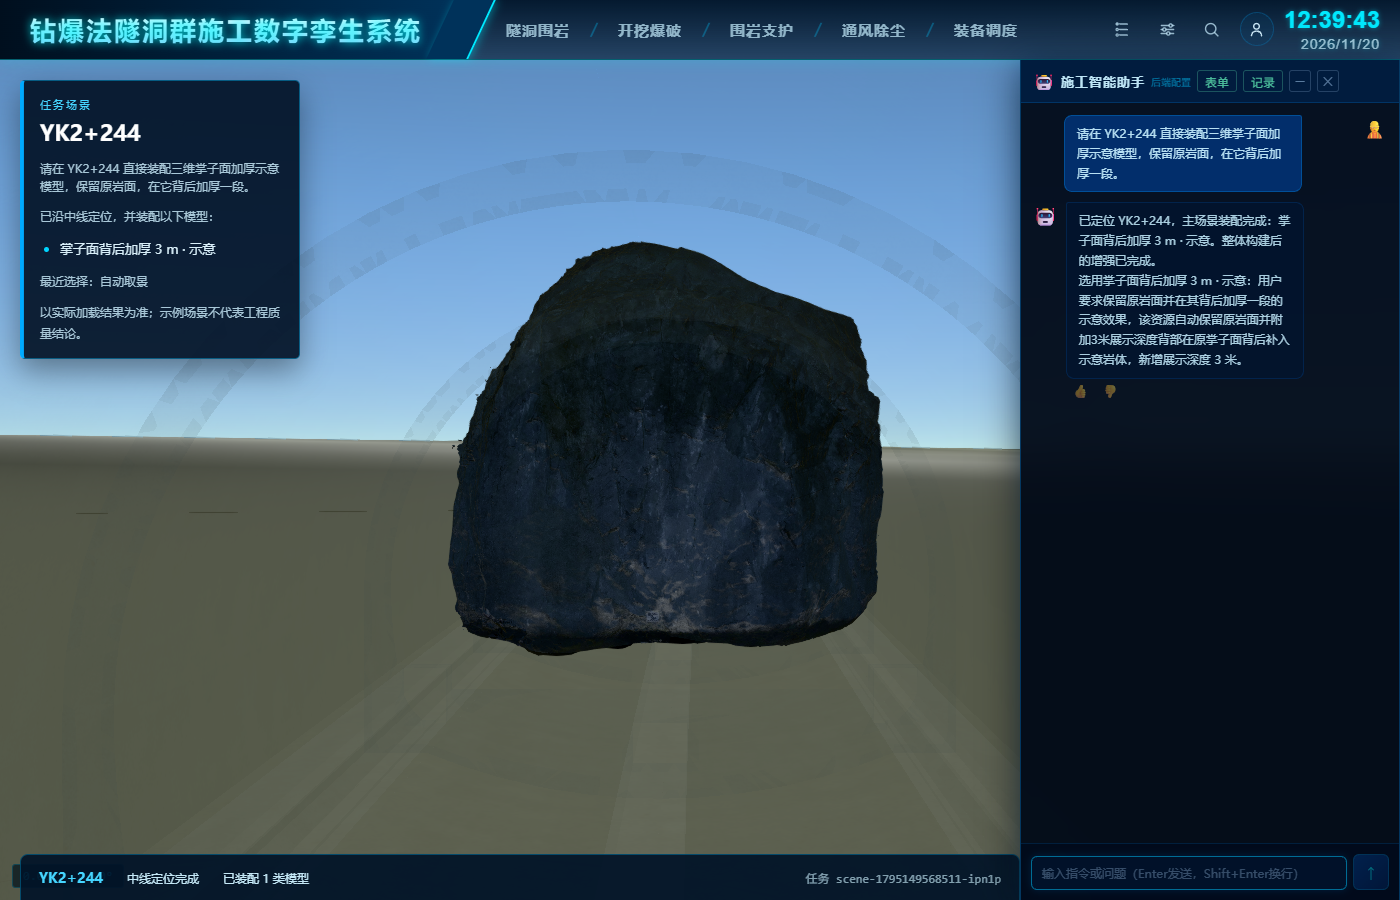 钻爆法隧洞群施工数字孪生系统
隧洞围岩 / 开挖爆破 / 围岩支护 / 通风除尘 / 装备调度
12:39:43
2026/11/20
任务场景
YK2+244
请在 YK2+244 直接装配三维掌子面加厚示意
模型，保留原岩面，在它背后加厚一段。
已沿中线定位，并装配以下模型：
掌子面背后加厚 3 m · 示意
最近选择：自动取景
以实际加载结果为准；示例场景不代表工程质
量结论。
施工智能助手 后端配置 表单 记录
请在 YK2+244 直接装配三维掌子面加
厚示意模型，保留原岩面，在它背后加
厚一段。
已定位 YK2+244，主场景装配完成：掌
子面背后加厚 3 m · 示意。整体构建后
的增强已完成。
选用掌子面背后加厚 3 m · 示意：用户
要求保留原岩面并在其背后加厚一段的
示意效果，该资源自动保留原岩面并附
加3米展示深度背部在原掌子面背后补入
示意岩体，新增展示深度 3 米。
YK2+244 中线定位完成 已装配 1 类模型 任务 scene-1795149568511-ipn1p
输入指令或问题（Enter发送，Shift+Enter换行）